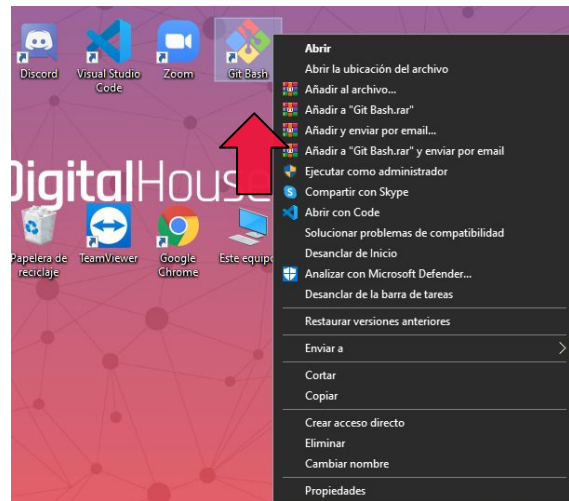 Discord
Visual Studio
Code
Zoom
Git Bash
DigitalHouse
Papelera de
reciclaje
TeamViewer
Google
Chrome
Este equipo
Abrir
Abrir la ubicación del archivo
Añadir al archivo...
Añadir a "Git Bash.rar"
Añadir y enviar por email...
Añadir a "Git Bash.rar" y enviar por email
Ejecutar como administrador
Compartir con Skype
Abrir con Code
Solucionar problemas de compatibilidad
Desanclar de Inicio
Analizar con Microsoft Defender...
Desanclar de la barra de tareas
Restaurar versiones anteriores
Enviar a
Cortar
Copiar
Crear acceso directo
Eliminar
Cambiar nombre
Propiedades